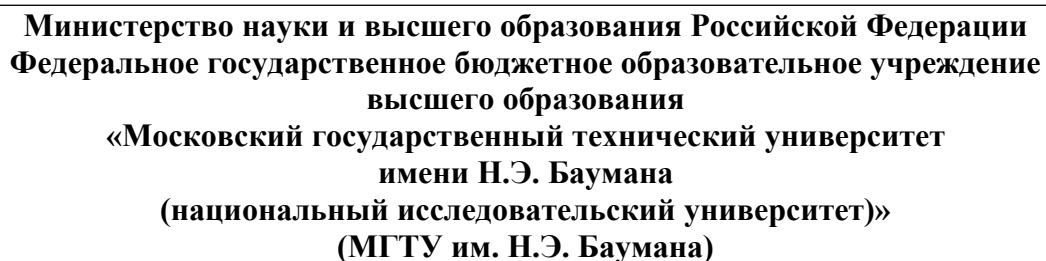 Министерство науки и высшего образования Российской Федерации
Федеральное государственное бюджетное образовательное учреждение
высшего образования
«Московский государственный технический университет
имени Н.Э. Баумана
(национальный исследовательский университет)»
(МГТУ им. Н.Э. Баумана)